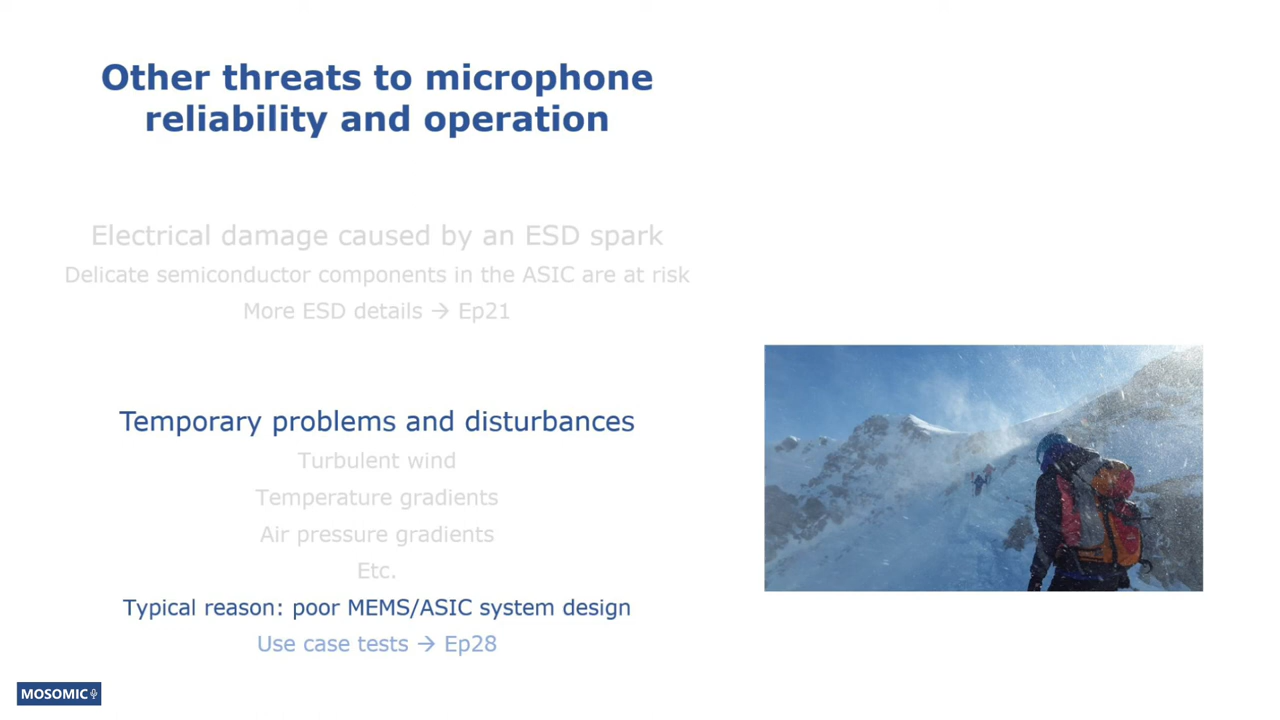 Other threats to microphone
reliability and operation
Electrical damage caused by an ESD spark
Delicate semiconductor components in the ASIC are at risk
More ESD details → Ep21
Temporary problems and disturbances
Turbulent wind
Temperature gradients
Air pressure gradients
Etc.
Typical reason: poor MEMS/ASIC system design
Use case tests → Ep28
MOSOMIC